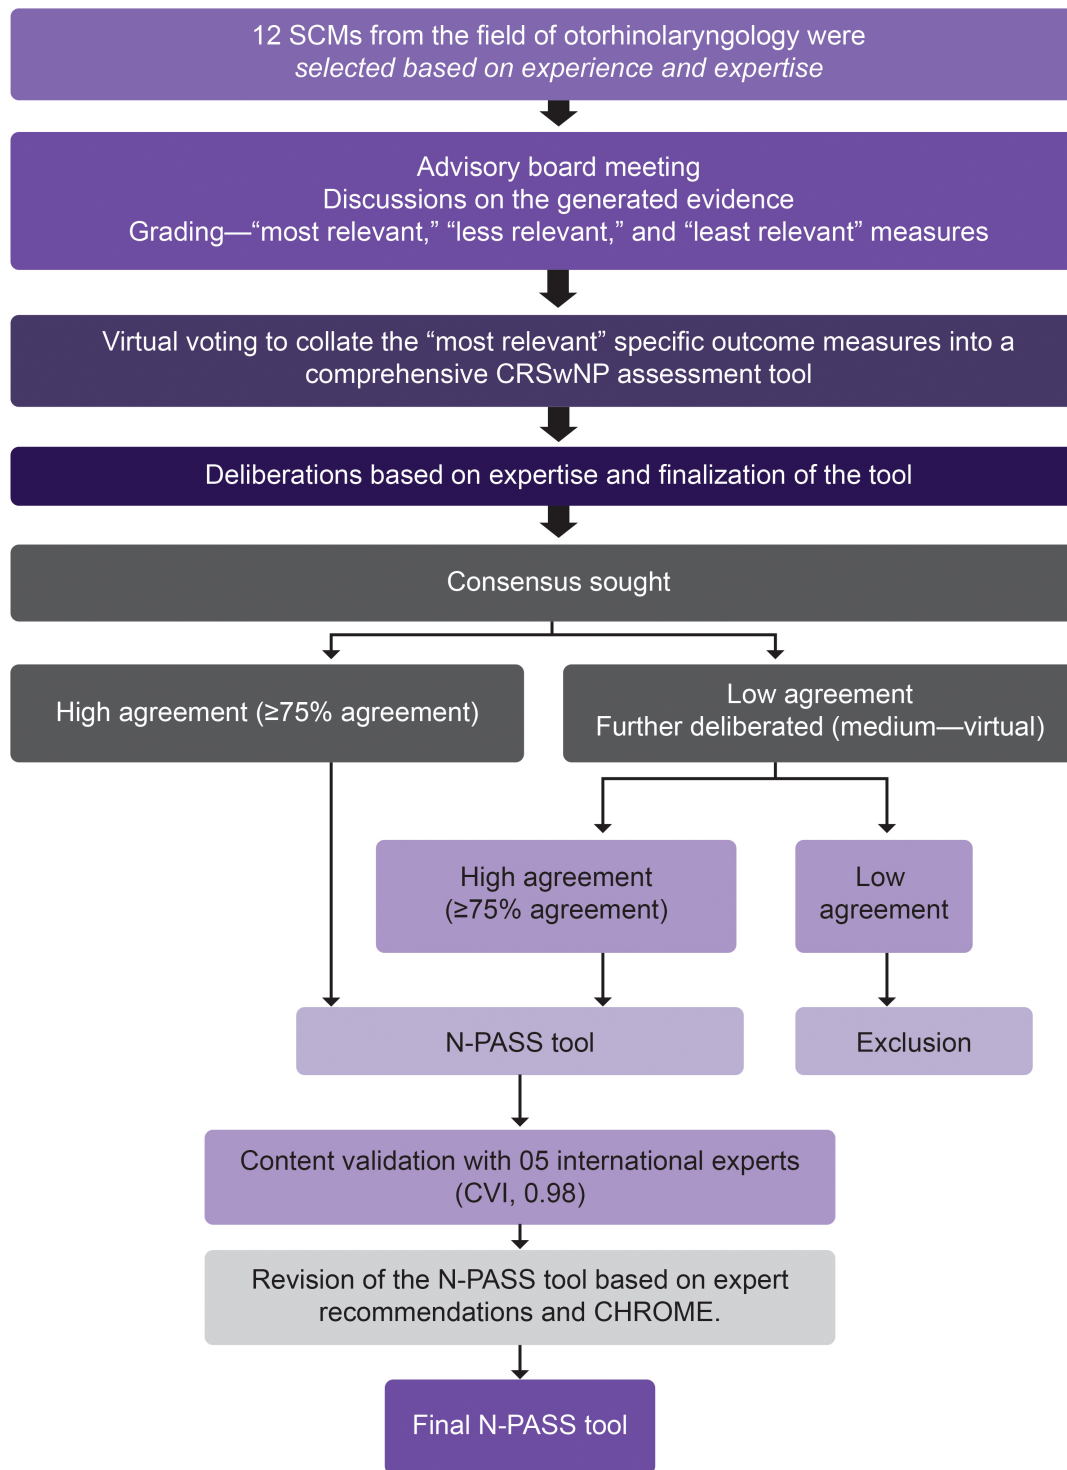 12 SCMs from the field of otorhinolaryngology were
selected based on experience and expertise
Advisory board meeting
Discussions on the generated evidence
Grading—“most relevant,” “less relevant,” and “least relevant” measures
Virtual voting to collate the “most relevant” specific outcome measures into a
comprehensive CRSwNP assessment tool
Deliberations based on expertise and finalization of the tool
Consensus sought
High agreement (≥75% agreement)
Low agreement
Further deliberated (medium—virtual)
High agreement
(≥75% agreement)
Low
agreement
N-PASS tool
Exclusion
Content validation with 05 international experts
(CVI, 0.98)
Revision of the N-PASS tool based on expert
recommendations and CHROME.
Final N-PASS tool